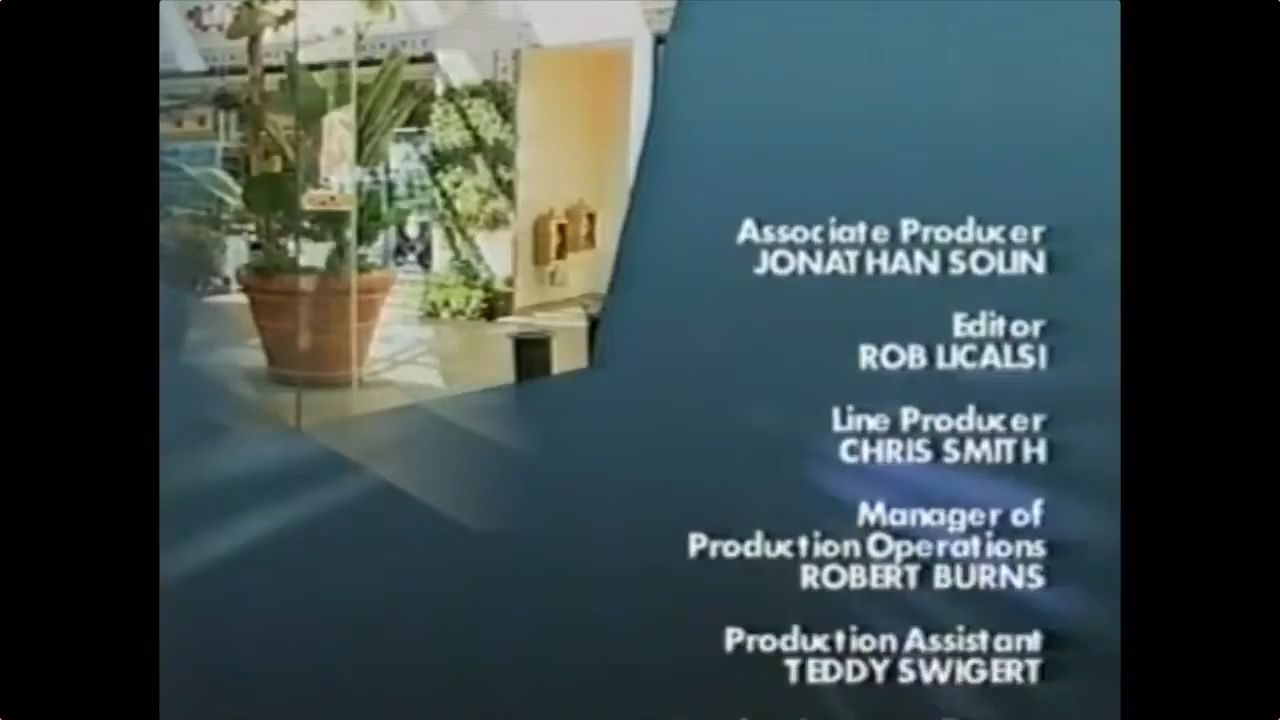 Associate Producer
JONATHAN SOLIN
Editor
ROB LICALSI
Line Producer
CHRIS SMITH
Manager of
Production Operations
ROBERT BURNS
Production Assistant
TEDDY SWIGERT